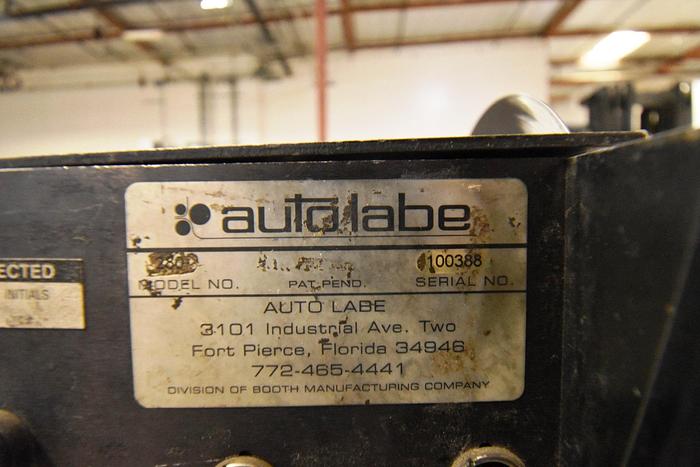 autolabe
100388
MODEL NO. PAT. PEND. SERIAL NO.
AUTO LABE
3101 Industrial Ave. Two
Fort Pierce, Florida 34946
772-465-4441
DIVISION OF BOOTH MANUFACTURING COMPANY
ECTED
INITIALS